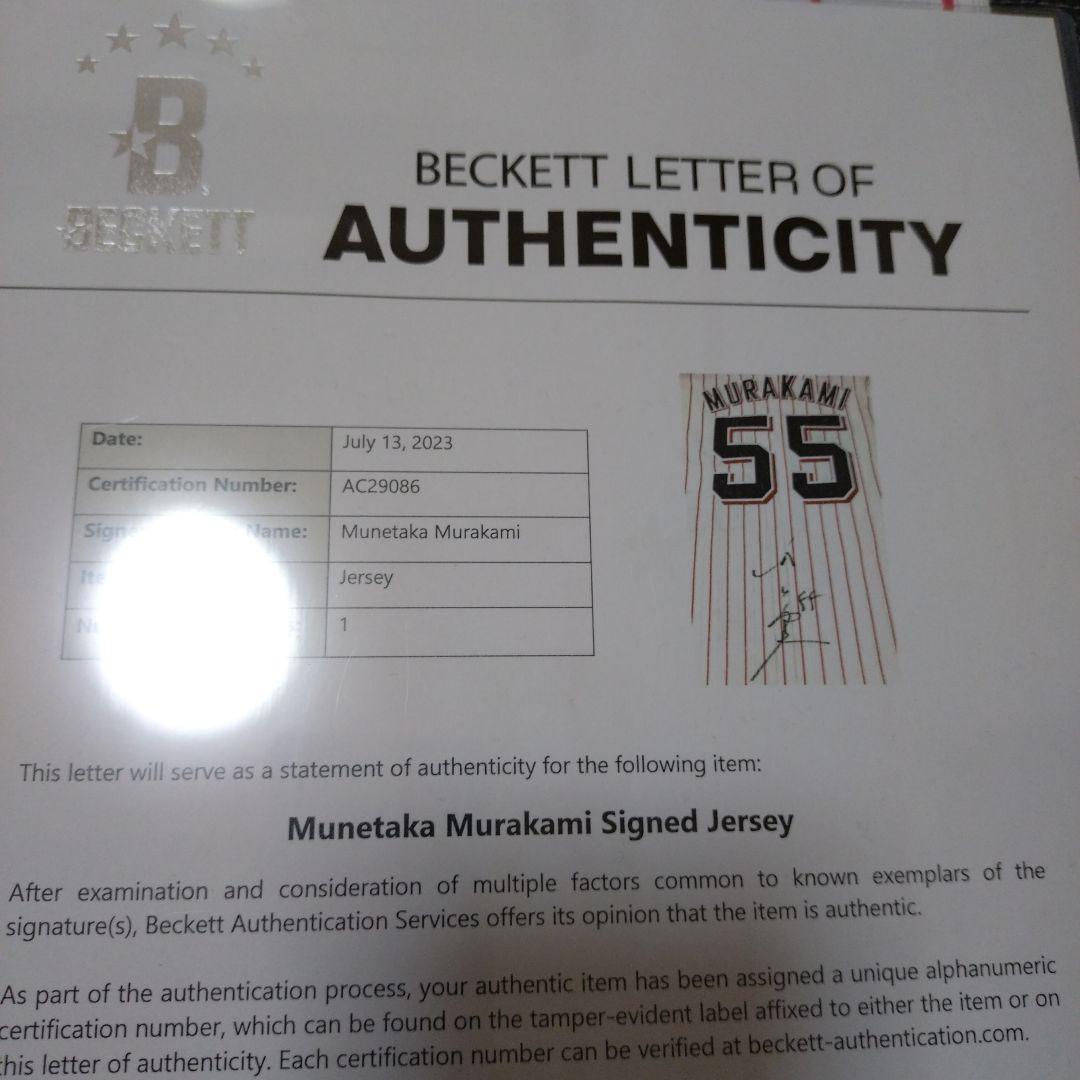 BECKETT
BECKETT LETTER OF
AUTHENTICITY
Date: July 13, 2023
Certification Number: AC29086
Name: Munetaka Murakami
Jersey
1
MURAKAMI
55
This letter will serve as a statement of authenticity for the following item:
Munetaka Murakami Signed Jersey
After examination and consideration of multiple factors common to known exemplars of the
signature(s), Beckett Authentication Services offers its opinion that the item is authentic.
As part of the authentication process, your authentic item has been assigned a unique alphanumeric
certification number, which can be found on the tamper-evident label affixed to either the item or on
this letter of authenticity. Each certification number can be verified at beckett-authentication.com.